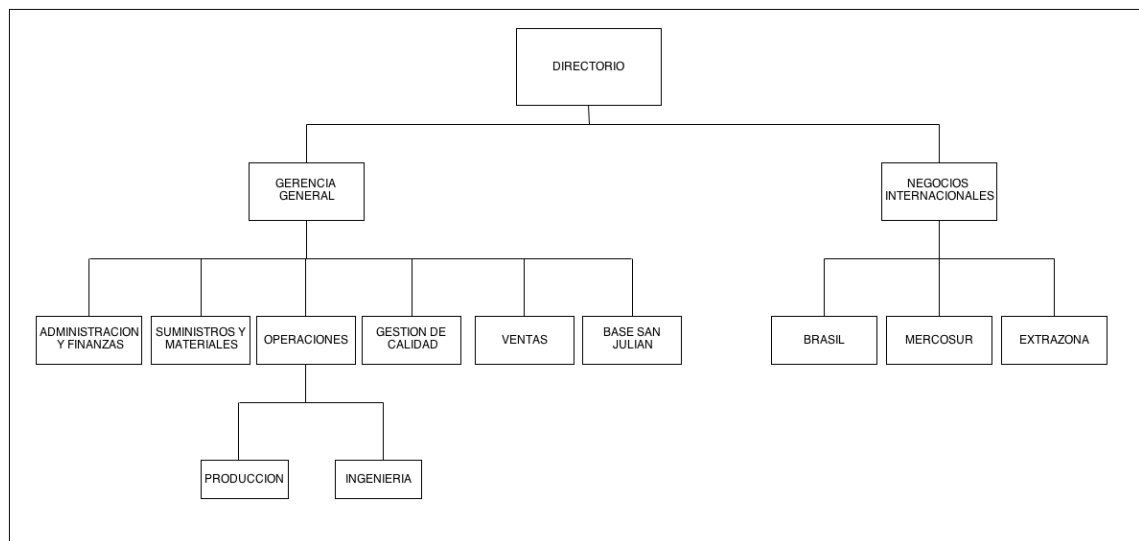 DIRECTORIO
GERENCIA
GENERAL
NEGOCIOS
INTERNACIONALES
ADMINISTRACION
Y FINANZAS
SUMINISTROS Y
MATERIALES
OPERACIONES
GESTION DE
CALIDAD
VENTAS
BASE SAN
JULIAN
BRASIL
MERCOSUR
EXTRAZONA
PRODUCCION
INGENIERIA